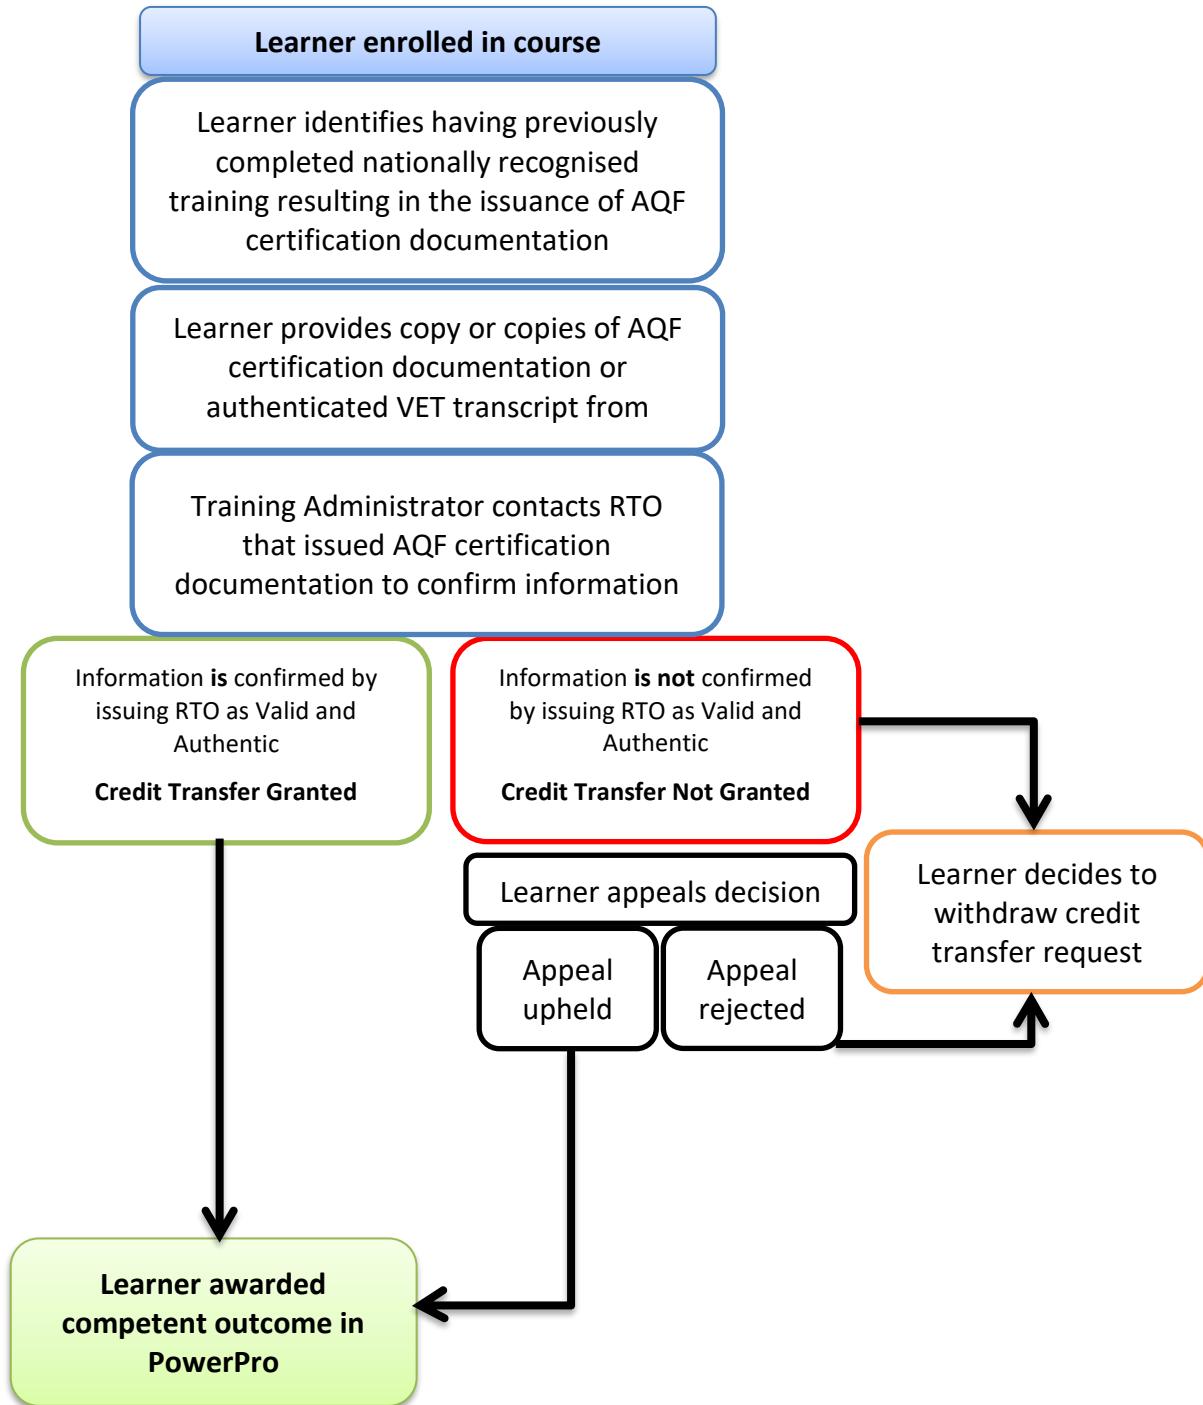 Learner enrolled in course
Learner identifies having previously
completed nationally recognised
training resulting in the issuance of AQF
certification documentation
Learner provides copy or copies of AQF
certification documentation or
authenticated VET transcript from
Training Administrator contacts RTO
that issued AQF certification
documentation to confirm information
Information is confirmed by
issuing RTO as Valid and
Authentic
Credit Transfer Granted
Information is not confirmed
by issuing RTO as Valid and
Authentic
Credit Transfer Not Granted
Learner appeals decision
Appeal
upheld
Appeal
rejected
Learner decides to
withdraw credit
transfer request
Learner awarded
competent outcome in
PowerPro